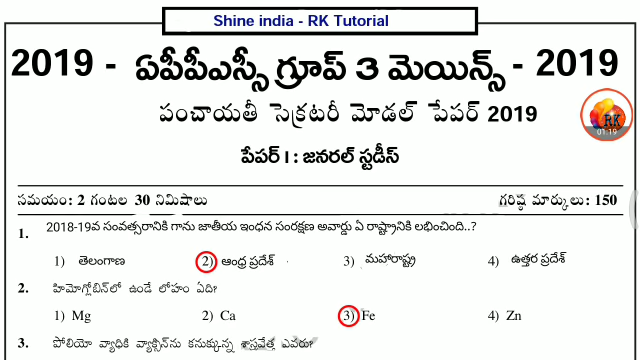 Shine india - RK Tutorial
2019 - ఏపీపీఎస్సీ గ్రూప్ 3 మెయిన్స్ - 2019
పంచాయతీ సెక్రటరీ మోడల్ పేపర్ 2019
RK
01:19
పేపర్ I : జనరల్ స్టడీస్
సమయం: 2 గంటల 30 నిమిషాలు గరిష్ఠ మార్కులు: 150
1. 2018-19వ సంవత్సరానికి గాను జాతీయ ఇంధన సంరక్షణ అవార్డు ఏ రాష్ట్రానికి లభించింది..?
1) తెలంగాణ 2) ఆంధ్ర ప్రదేశ్ 3) మహారాష్ట్ర 4) ఉత్తర ప్రదేశ్
2. హిమోగ్లోబిన్‌లో ఉండే లోహం ఏది?
1) Mg 2) Ca 3) Fe 4) Zn
3. పోలియో వ్యాధికి వ్యాక్సిన్‌ను కనుక్కున్న శాస్త్రవేత్త ఎవరు?